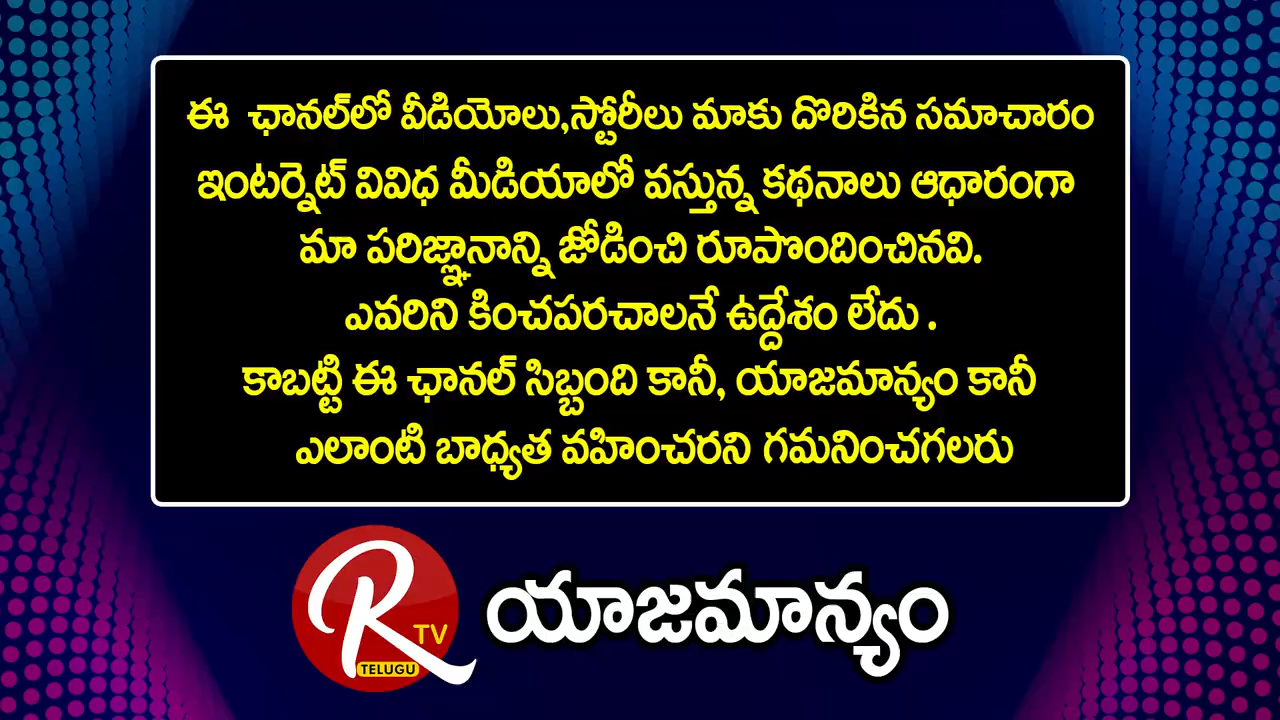 ఈ ఛానల్‌లో వీడియోలు,స్టోరీలు మాకు దొరికిన సమాచారం
ఇంటర్నెట్ వివిధ మీడియాలో వస్తున్న కథనాలు ఆధారంగా
మా పరిజ్ఞానాన్ని జోడించి రూపొందించినవి.
ఎవరిని కించపరచాలనే ఉద్దేశం లేదు .
కాబట్టి ఈ ఛానల్ సిబ్బంది కానీ, యాజమాన్యం కానీ
ఎలాంటి బాధ్యత వహించరని గమనించగలరు
R TV
TELUGU
యాజమాన్యం